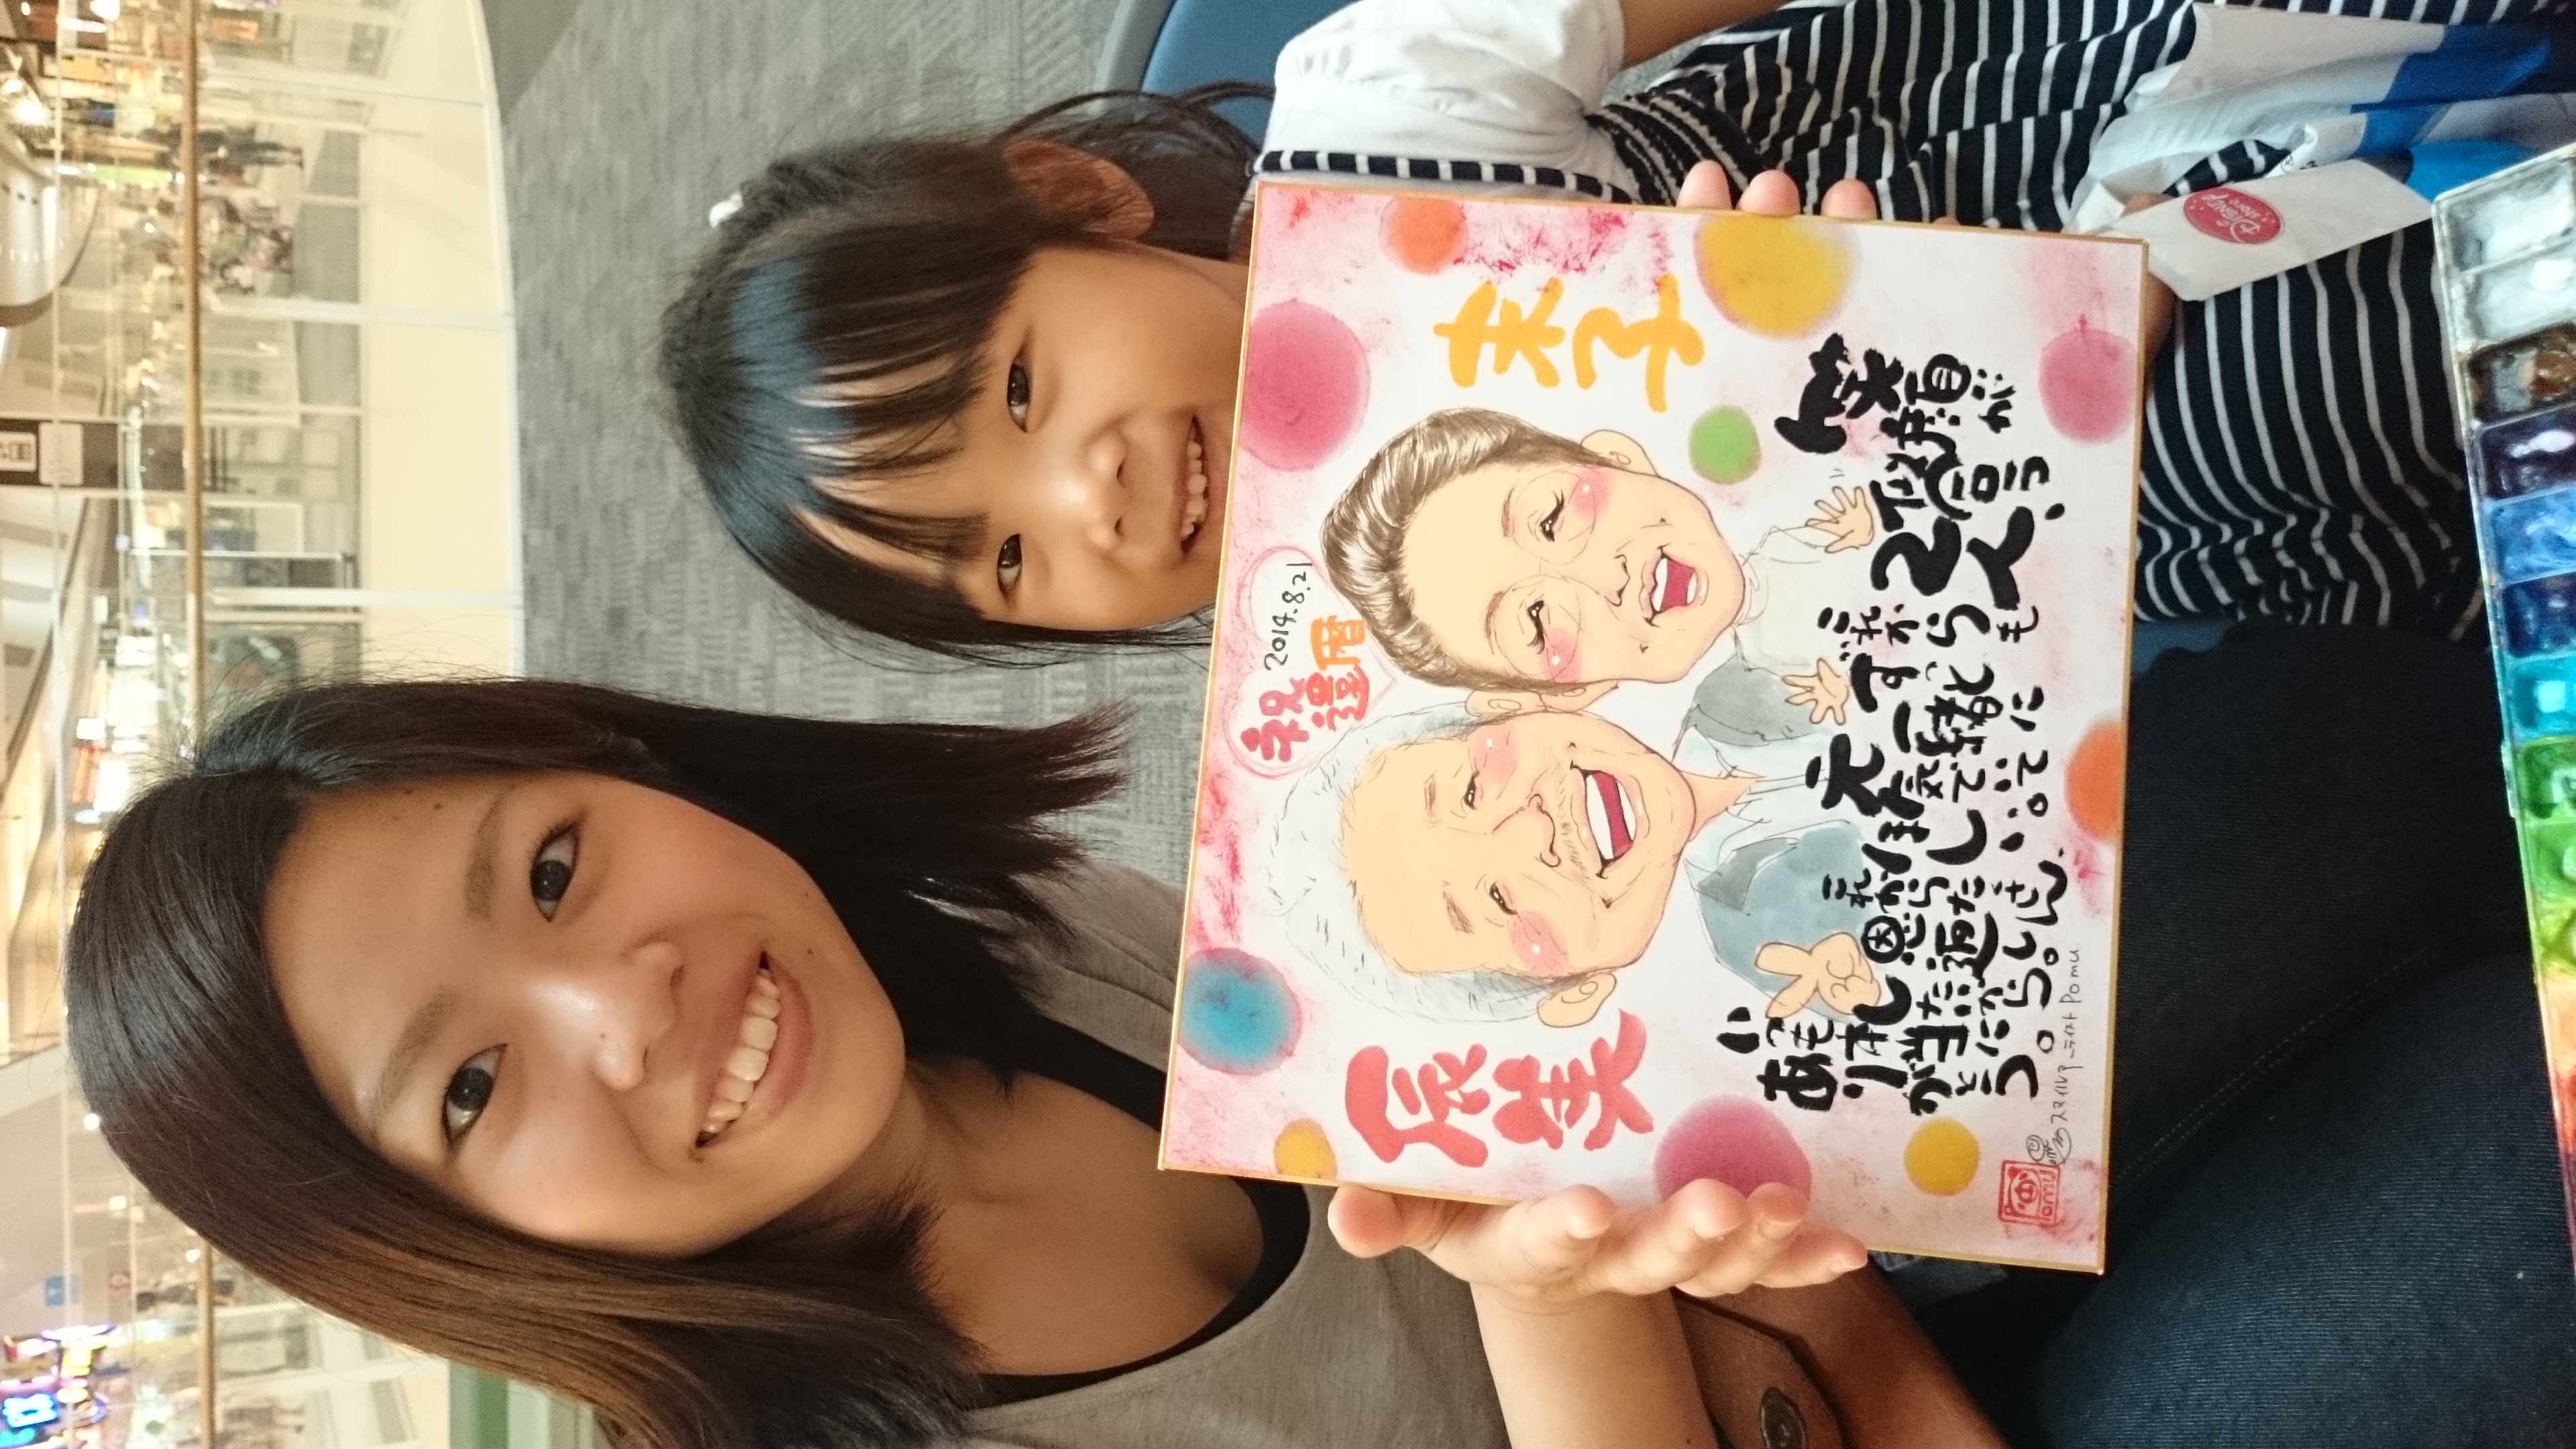 祝 2014.8.21
還暦
辰美
末子
笑顔が
似合う
2人、
これからも
ずっと
一緒に
元気でいて
ほしい。
これからたくさん
恩返し
したいから。
いつも本当に
ありがとう。
Pomu
スマイルアーティスト Pomu
Disney
store